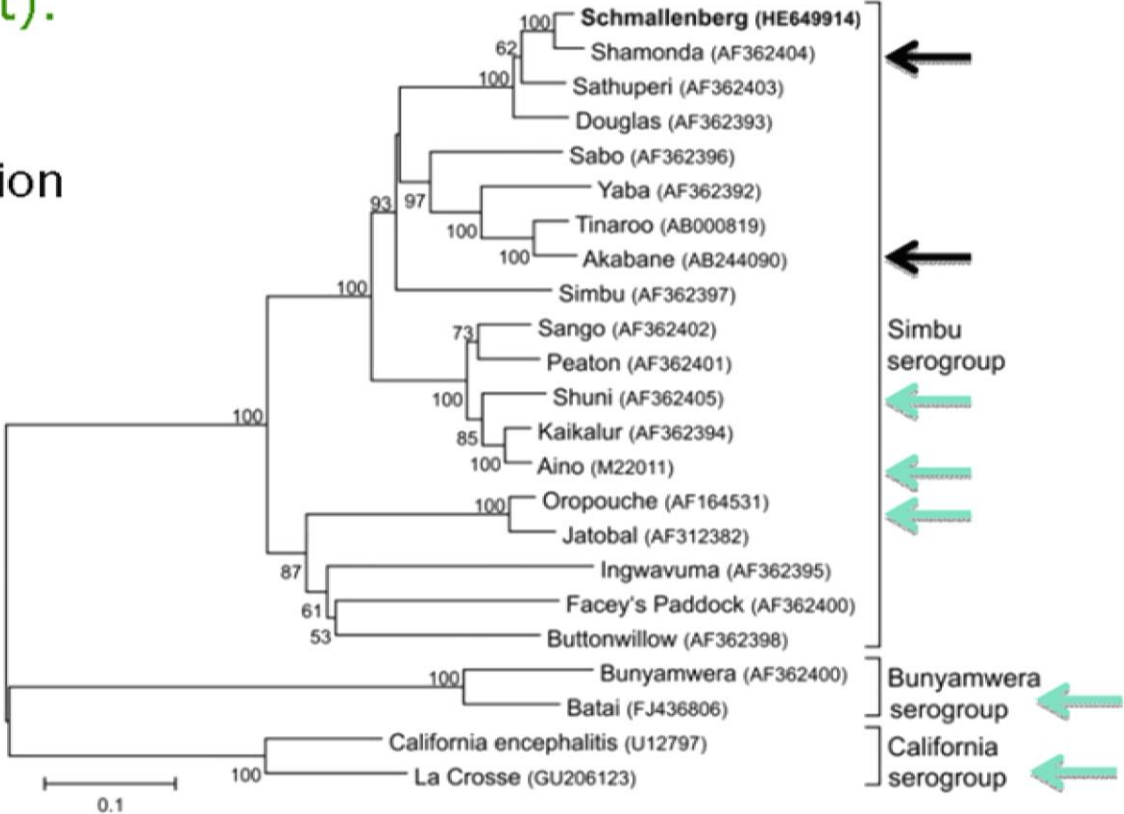 t).
ion
100
Schmallenberg (HE649914)
62
Shamonda (AF362404)
100
Sathuperi (AF362403)
Douglas (AF362393)
Sabo (AF362396)
93
97
Yaba (AF362392)
100
Tinaroo (AB000819)
100
Akabane (AB244090)
100
Simbu (AF362397)
73
Sango (AF362402)
Simbu
serogroup
Peaton (AF362401)
100
Shuni (AF362405)
100
85
Kaikalur (AF362394)
100
Aino (M22011)
100
Oropouche (AF164531)
Jatobal (AF312382)
87
Ingwavuma (AF362395)
61
Facey's Paddock (AF362400)
53
Buttonwillow (AF362398)
100
Bunyamwera (AF362400)
Bunyamwera
serogroup
Batai (FJ436806)
California encephalitis (U12797)
California
serogroup
100
La Crosse (GU206123)
0.1